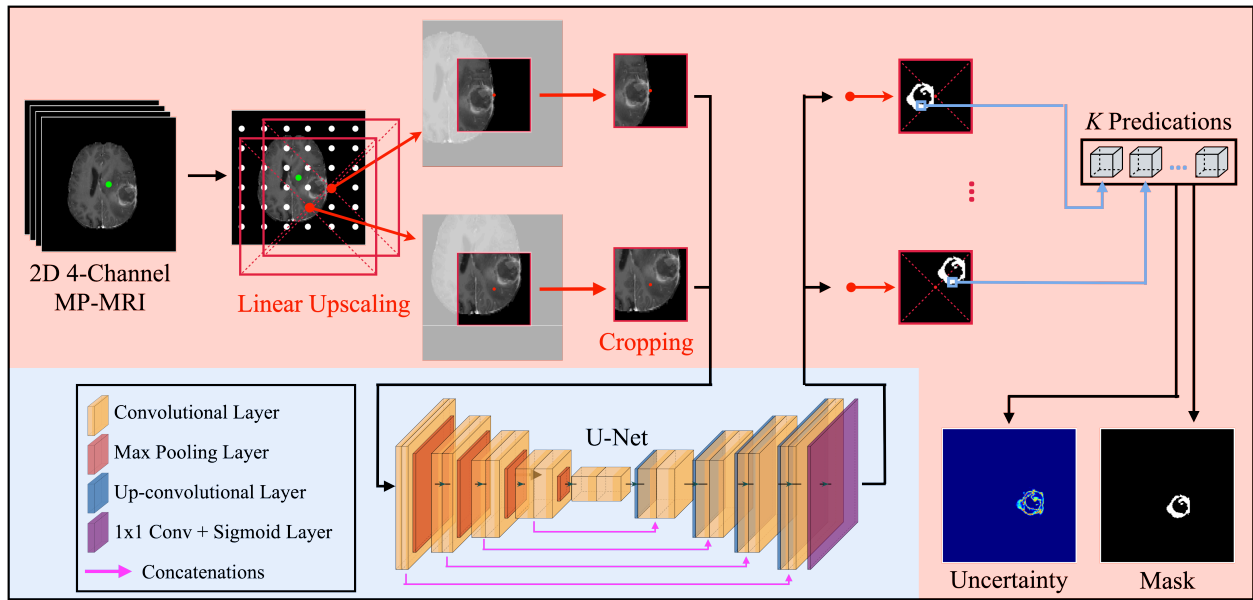 K Predications
2D 4-Channel
MP-MRI
Linear Upscaling
Cropping
Convolutional Layer
Max Pooling Layer
Up-convolutional Layer
1x1 Conv + Sigmoid Layer
Concatenations
U-Net
Uncertainty
Mask